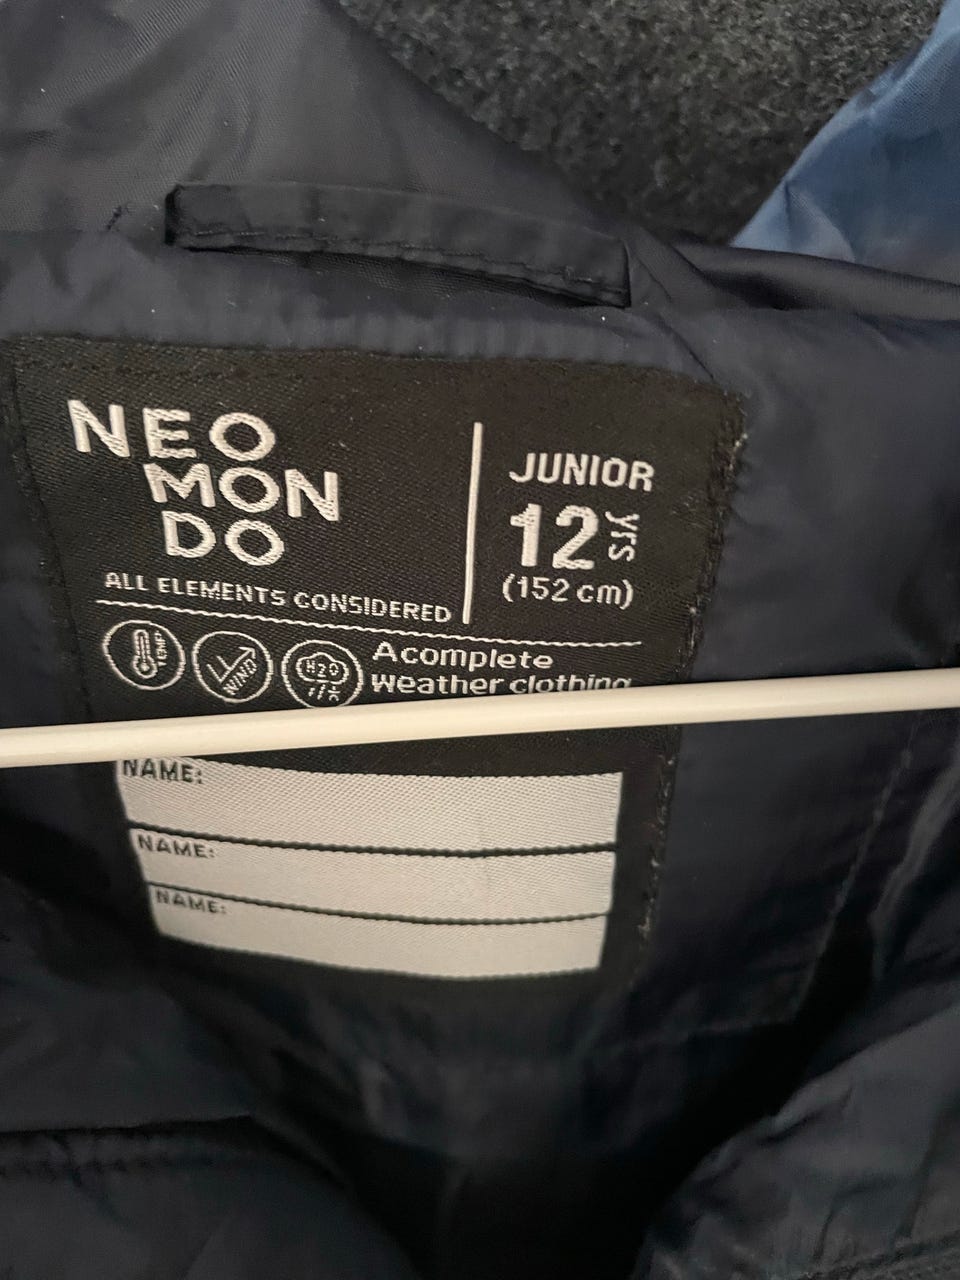 NEO
MON
DO
ALL ELEMENTS CONSIDERED
JUNIOR
12 yrs
(152 cm)
TEMP
WIND
H2O
A complete
weather clothing
NAME:
NAME:
NAME: